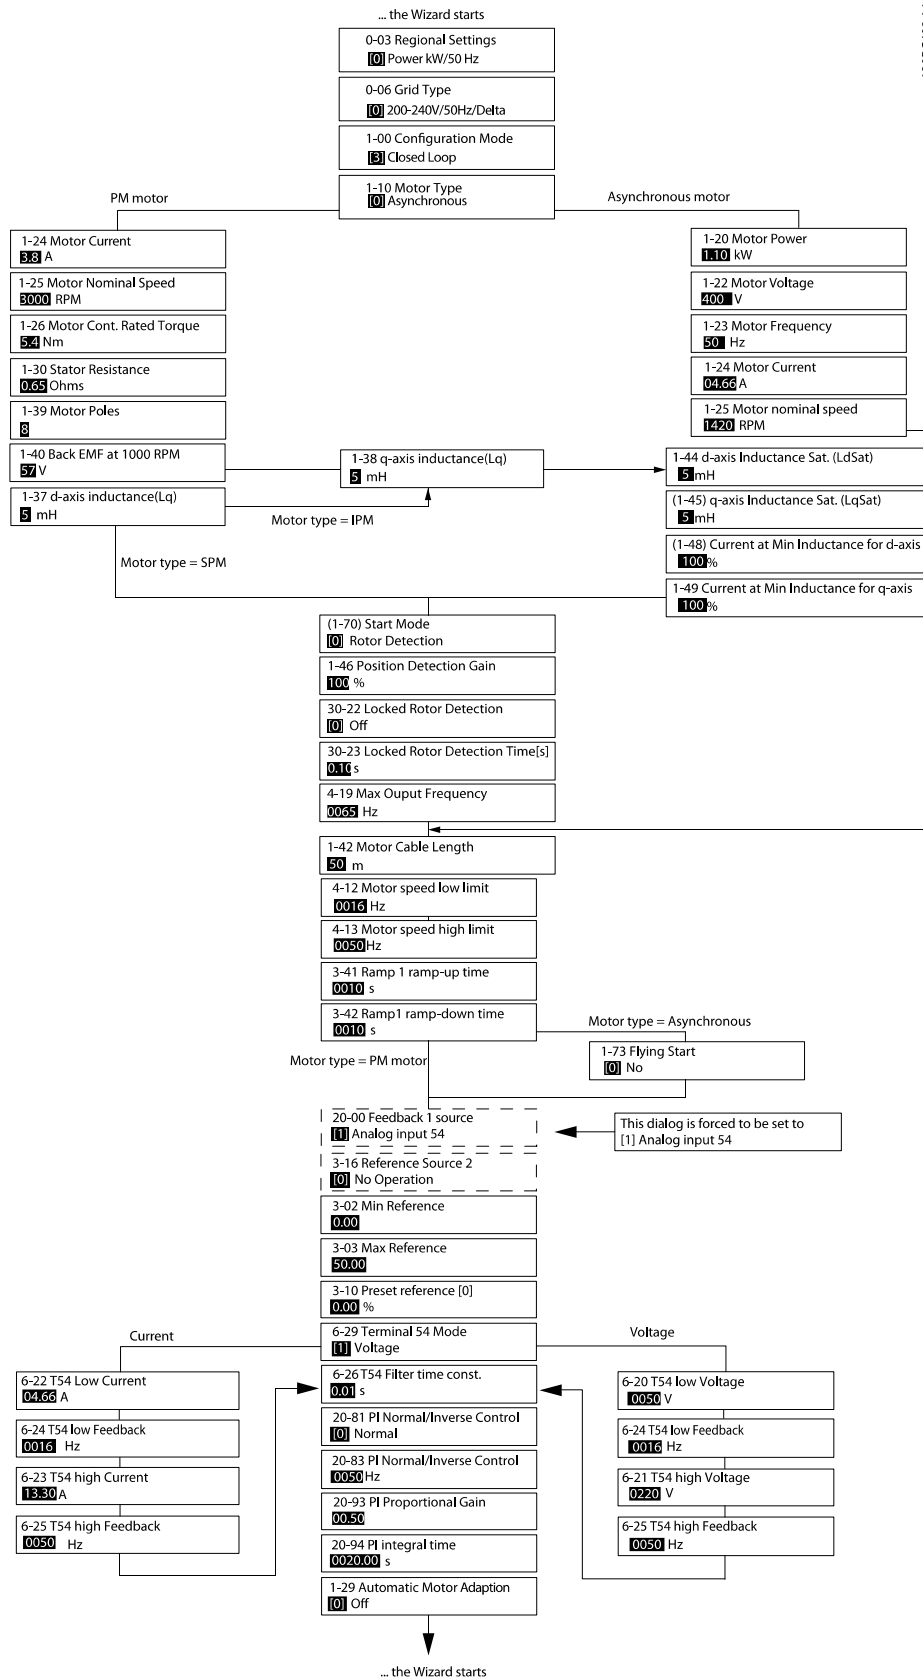 ... the Wizard starts
0-03 Regional Settings
[0] Power kW/50 Hz
0-06 Grid Type
[0] 200-240V/50Hz/Delta
1-00 Configuration Mode
[3] Closed Loop
1-10 Motor Type
[0] Asynchronous
PM motor
Asynchronous motor
1-24 Motor Current
3.8 A
1-25 Motor Nominal Speed
3000 RPM
1-26 Motor Cont. Rated Torque
5.4 Nm
1-30 Stator Resistance
0.65 Ohms
1-39 Motor Poles
8
1-40 Back EMF at 1000 RPM
57 V
1-37 d-axis inductance(Lq)
5 mH
1-20 Motor Power
1.10 kW
1-22 Motor Voltage
400 V
1-23 Motor Frequency
50 Hz
1-24 Motor Current
04.66 A
1-25 Motor nominal speed
1420 RPM
1-38 q-axis inductance(Lq)
5 mH
Motor type = IPM
Motor type = SPM
1-44 d-axis Inductance Sat. (LdSat)
5 mH
(1-45) q-axis Inductance Sat. (LqSat)
5 mH
(1-48) Current at Min Inductance for d-axis
100 %
1-49 Current at Min Inductance for q-axis
100 %
(1-70) Start Mode
[0] Rotor Detection
1-46 Position Detection Gain
100 %
30-22 Locked Rotor Detection
[0] Off
30-23 Locked Rotor Detection Time[s]
0.10 s
4-19 Max Ouput Frequency
0065 Hz
1-42 Motor Cable Length
50 m
4-12 Motor speed low limit
0016 Hz
4-13 Motor speed high limit
0050 Hz
3-41 Ramp 1 ramp-up time
0010 s
3-42 Ramp1 ramp-down time
0010 s
Motor type = Asynchronous
Motor type = PM motor
1-73 Flying Start
[0] No
20-00 Feedback 1 source
[1] Analog input 54
This dialog is forced to be set to
[1] Analog input 54
3-16 Reference Source 2
[0] No Operation
3-02 Min Reference
0.00
3-03 Max Reference
50.00
3-10 Preset reference [0]
0.00 %
Current
6-29 Terminal 54 Mode
[1] Voltage
Voltage
6-22 T54 Low Current
04.66 A
6-24 T54 low Feedback
0016 Hz
6-23 T54 high Current
13.30 A
6-25 T54 high Feedback
0050 Hz
6-26 T54 Filter time const.
0.01 s
20-81 PI Normal/Inverse Control
[0] Normal
20-83 PI Normal/Inverse Control
0050 Hz
20-93 PI Proportional Gain
00.50
20-94 PI integral time
0020.00 s
1-29 Automatic Motor Adaption
[0] Off
6-20 T54 low Voltage
0050 V
6-24 T54 low Feedback
0016 Hz
6-21 T54 high Voltage
0220 V
6-25 T54 high Feedback
0050 Hz
... the Wizard starts